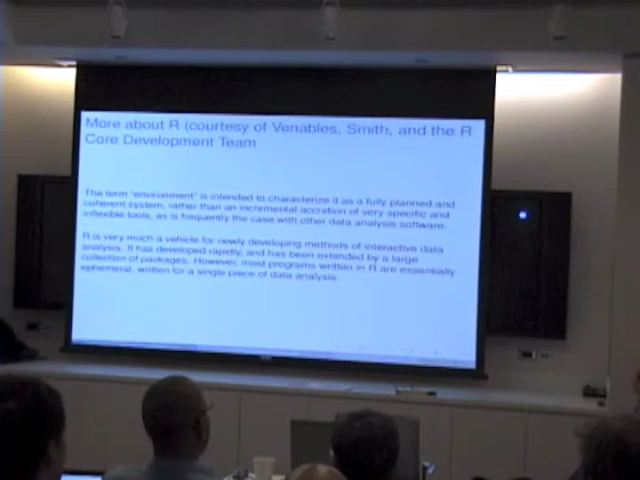 More about R (courtesy of Venables, Smith, and the R
Core Development Team
The term "environment" is intended to characterize it as a fully planned and
coherent system, rather than an incremental accretion of very specific and
inflexible tools, as is frequently the case with other data analysis software.
R is very much a vehicle for newly developing methods of interactive data
analysis. It has developed rapidly, and has been extended by a large
collection of packages. However, most programs written in R are essentially
ephemeral, written for a single piece of data analysis.